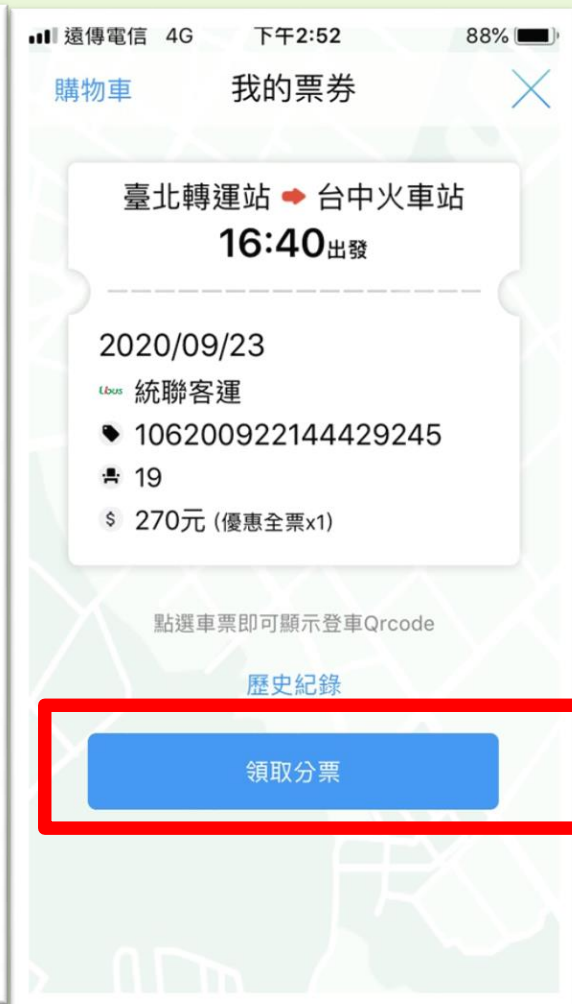 遠傳電信 4G 下午2:52 88%
購物車 我的票券
臺北轉運站 台中火車站
16:40出發
2020/09/23
Ubus 統聯客運
106200922144429245
19
$ 270元 (優惠全票x1)
點選車票即可顯示登車Qrcode
歷史紀錄
領取分票